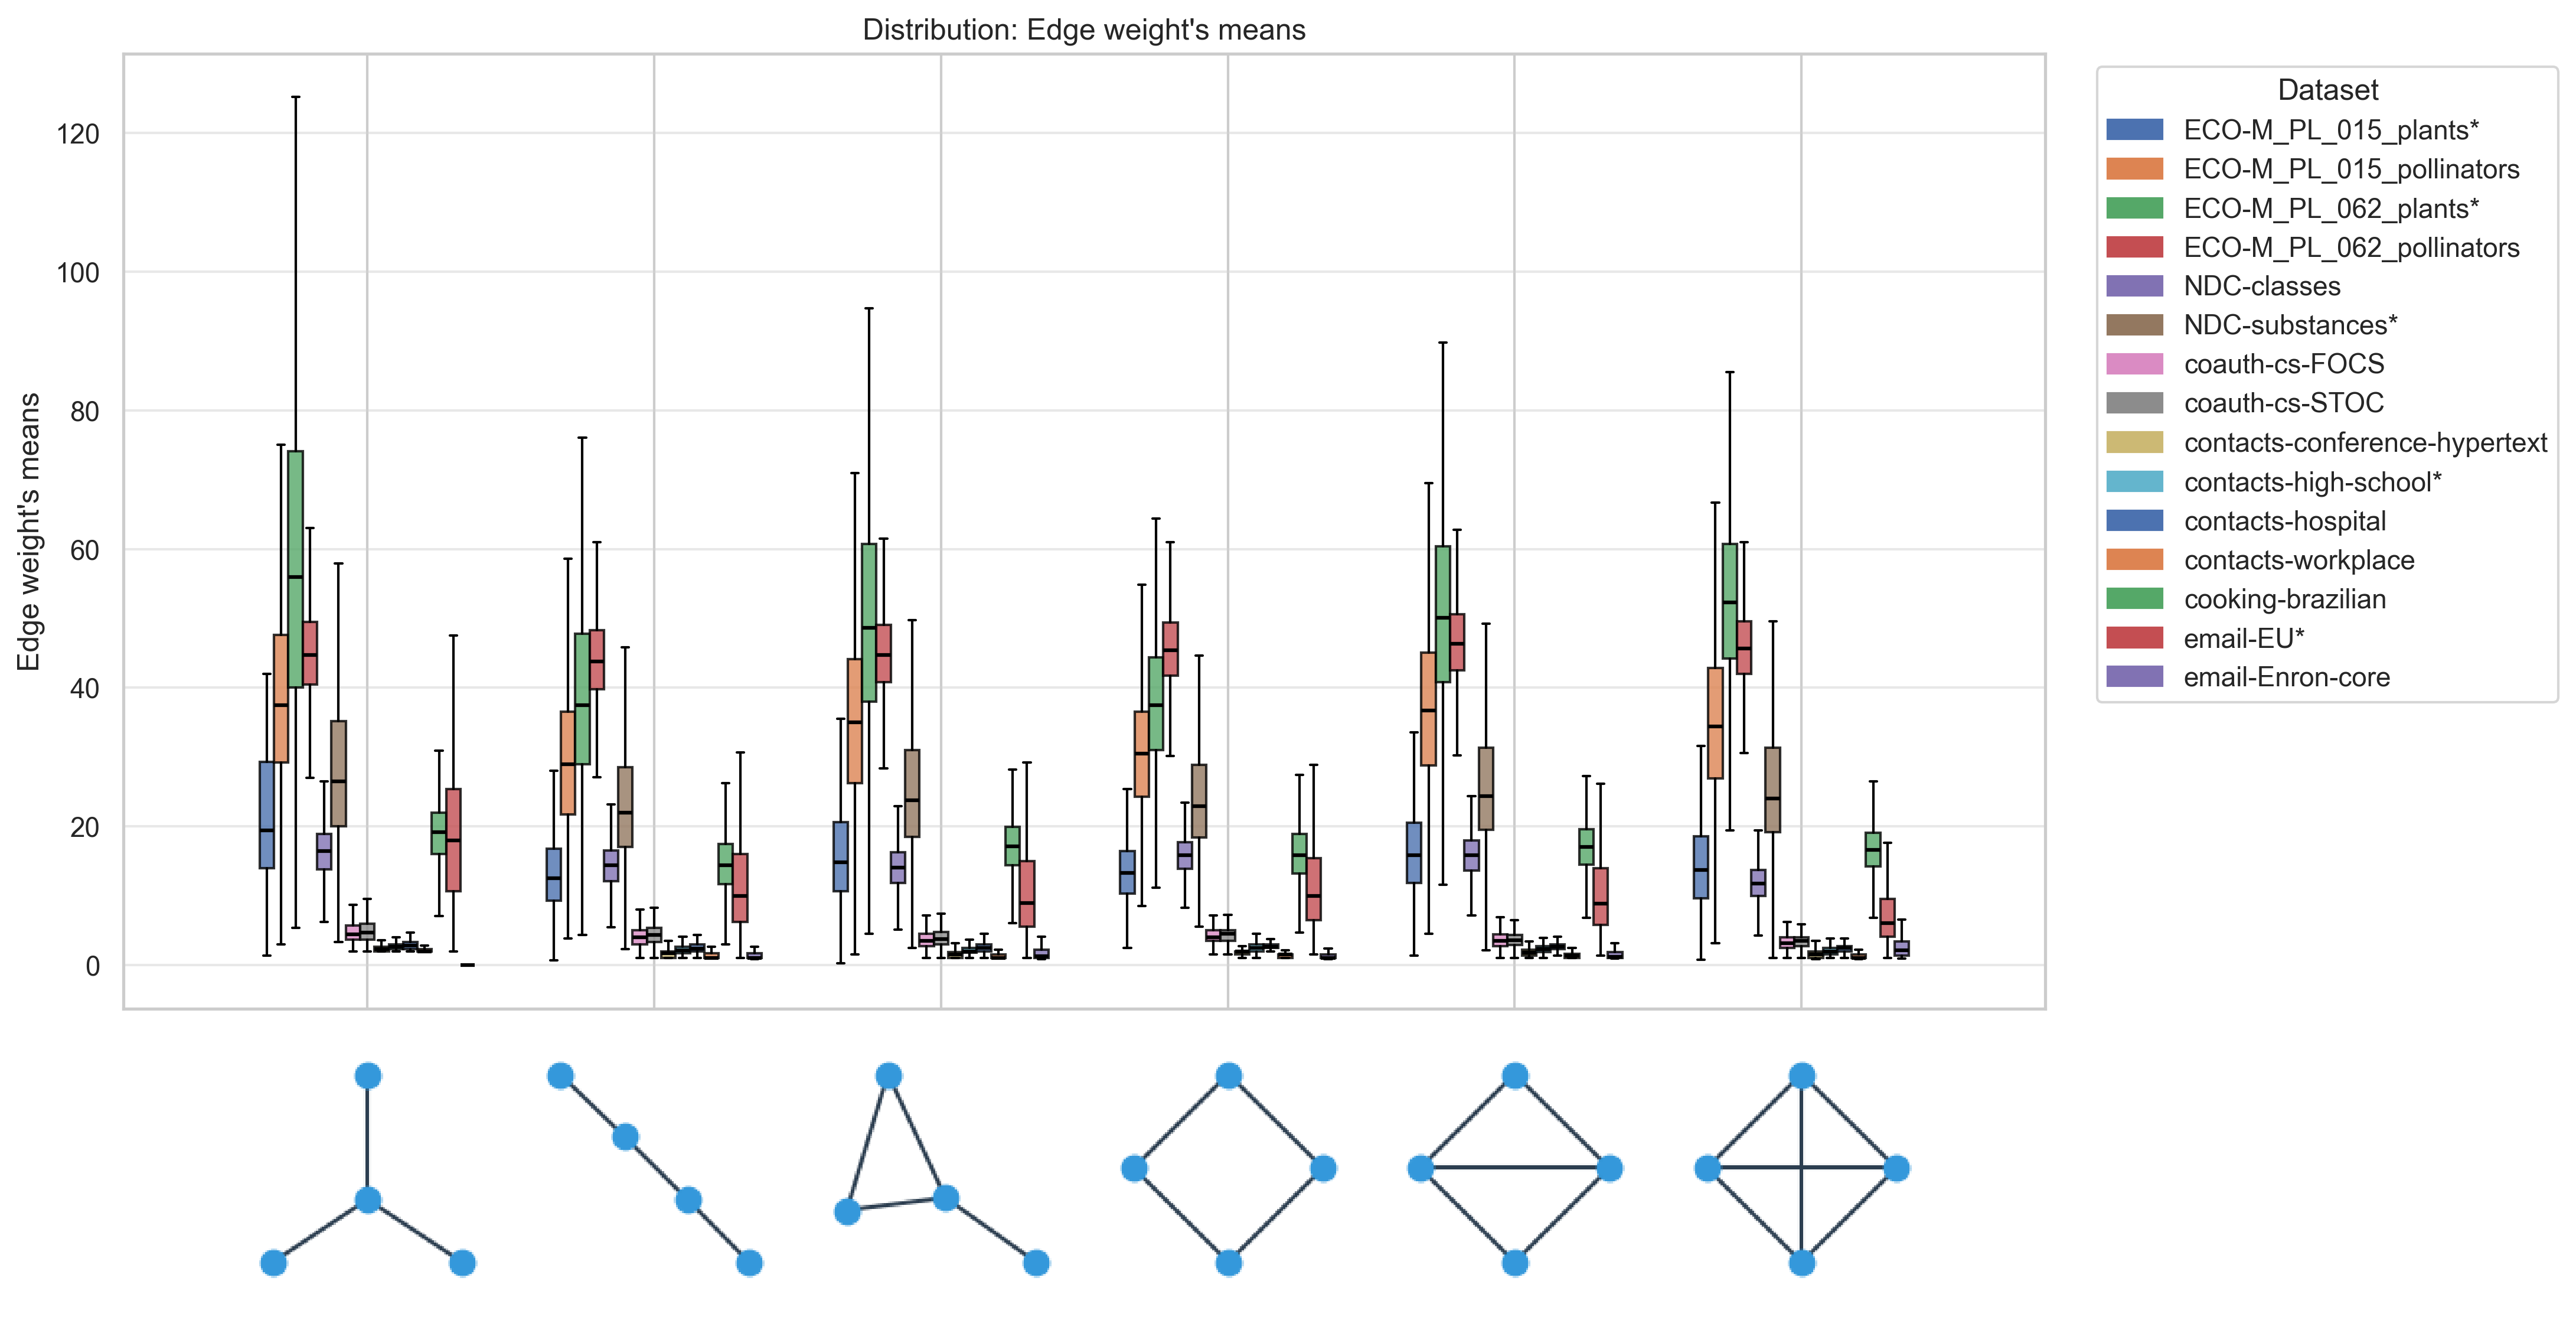 Distribution: Edge weight's means
Edge weight's means
120
100
80
60
40
20
0
Dataset
ECO-M_PL_015_plants*
ECO-M_PL_015_pollinators
ECO-M_PL_062_plants*
ECO-M_PL_062_pollinators
NDC-classes
NDC-substances*
coauth-cs-FOCS
coauth-cs-STOC
contacts-conference-hypertext
contacts-high-school*
contacts-hospital
contacts-workplace
cooking-brazilian
email-EU*
email-Enron-core